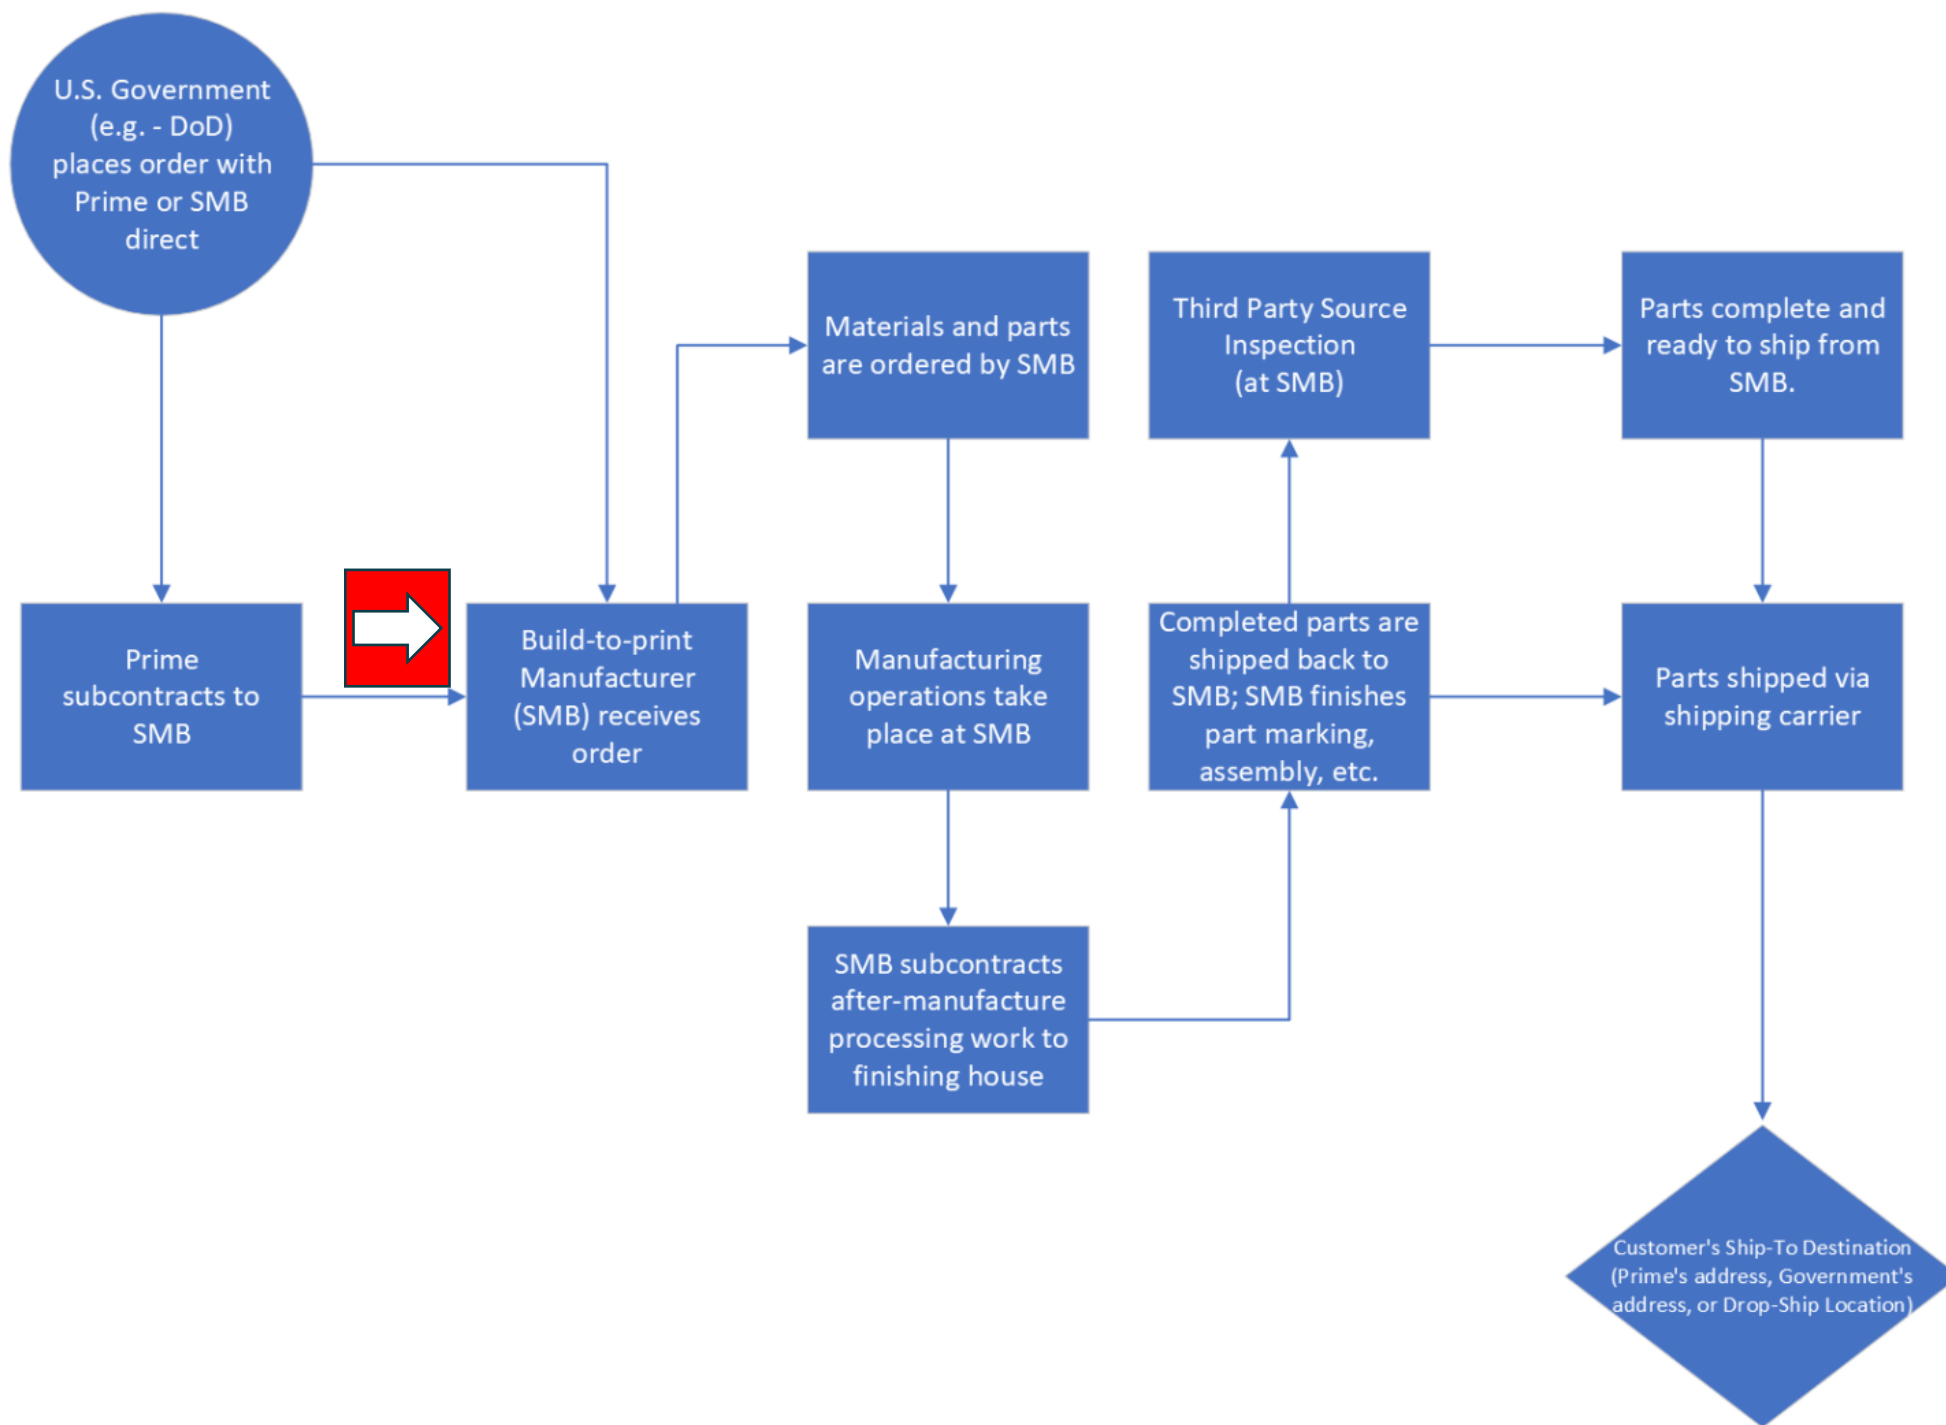 U.S. Government
(e.g. - DoD)
places order with
Prime or SMB
direct
Prime
subcontracts to
SMB
Build-to-print
Manufacturer
(SMB) receives
order
Materials and parts
are ordered by SMB
Manufacturing
operations take
place at SMB
SMB subcontracts
after-manufacture
processing work to
finishing house
Completed parts are
shipped back to
SMB; SMB finishes
part marking,
assembly, etc.
Third Party Source
Inspection
(at SMB)
Parts complete and
ready to ship from
SMB.
Parts shipped via
shipping carrier
Customer's Ship-To Destination
(Prime's address, Government's
address, or Drop-Ship Location)